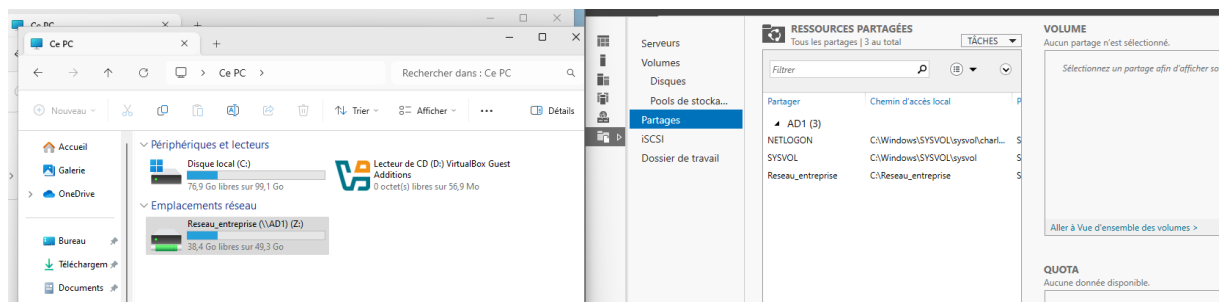 Ce PC
Ce PC
Ce PC
Rechercher dans : Ce PC
Nouveau
Trier
Afficher
Détails
Accueil
Galerie
OneDrive
Bureau
Téléchargem
Documents
Périphériques et lecteurs
Disque local (C:)
76,9 Go libres sur 99,1 Go
Lecteur de CD (D:) VirtualBox Guest
Additions
0 octet(s) libres sur 56,9 Mo
Emplacements réseau
Reseau_entreprise (\\AD1) (Z:)
38,4 Go libres sur 49,3 Go
Serveurs
Volumes
Disques
Pools de stocka...
Partages
iSCSI
Dossier de travail
RESSOURCES PARTAGÉES
Tous les partages | 3 au total
TÂCHES
Filtrer
Partager Chemin d'accès local P
AD1 (3)
NETLOGON C:\Windows\SYSVOL\sysvol\charl... S
SYSVOL C:\Windows\SYSVOL\sysvol S
Reseau_entreprise C:\Reseau_entreprise S
VOLUME
Aucun partage n'est sélectionné.
Sélectionnez un partage afin d'afficher so
Aller à Vue d'ensemble des volumes >
QUOTA
Aucune donnée disponible.